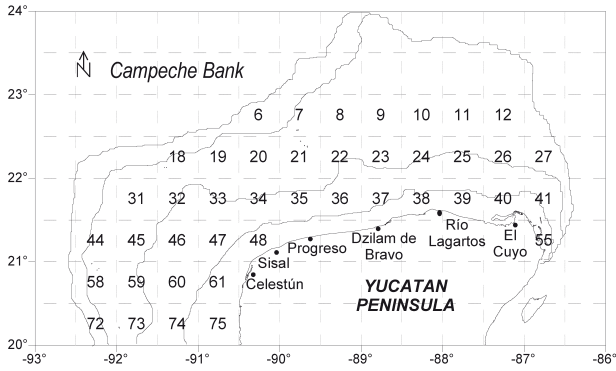 24°
N Campeche Bank
23°
6 7 8 9 10 11 12
18 19 20 21 22 23 24 25 26 27
22°
31 32 33 34 35 36 37 38 39 40 41
44 45 46 47 48 55
Progreso
Dzilam de
Bravo
Río
Lagartos
El
Cuyo
21°
Sisal
Celestún
58 59 60 61
YUCATAN
PENINSULA
72 73 74 75
20°
-93° -92° -91° -90° -89° -88° -87° -86°